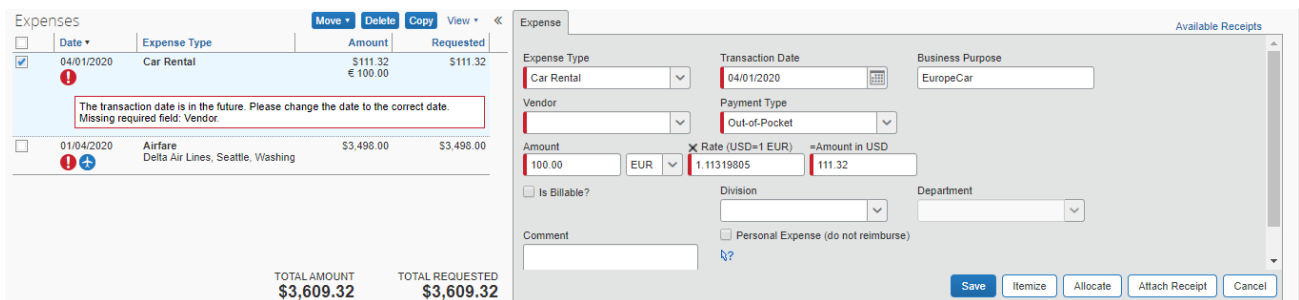 Expenses
Move Delete Copy View
Date Expense Type Amount Requested
04/01/2020 Car Rental $111.32 $111.32
€ 100.00
The transaction date is in the future. Please change the date to the correct date.
Missing required field: Vendor.
01/04/2020 Airfare $3,498.00 $3,498.00
Delta Air Lines, Seattle, Washing
TOTAL AMOUNT TOTAL REQUESTED
$3,609.32 $3,609.32
Expense
Available Receipts
Expense Type Transaction Date Business Purpose
Car Rental 04/01/2020 EuropeCar
Vendor Payment Type
Out-of-Pocket
Amount Rate (USD=1 EUR) =Amount in USD
100.00 EUR 1.11319805 111.32
Is Billable? Division Department
Comment Personal Expense (do not reimburse)
?
Save Itemize Allocate Attach Receipt Cancel